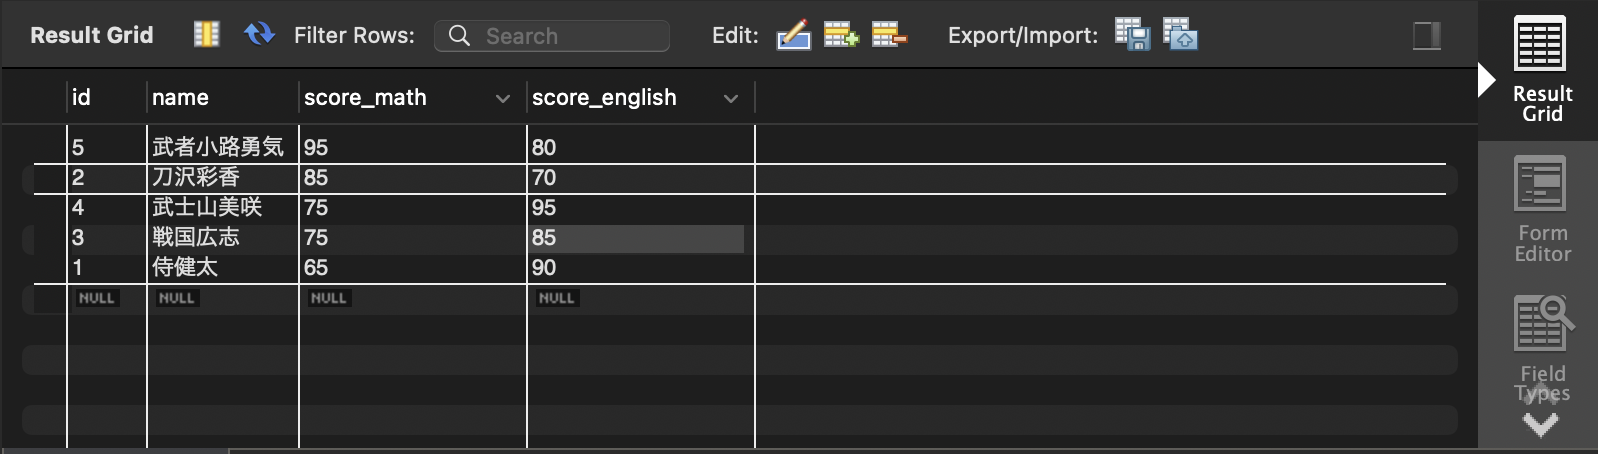 Result Grid Filter Rows: Search Edit: Export/Import:
id name score_math score_english
5 武者小路勇気 95 80
2 刀沢彩香 85 70
4 武士山美咲 75 95
3 戦国広志 75 85
1 侍健太 65 90
NULL NULL NULL NULL
Result
Grid
Form
Editor
Field
Types